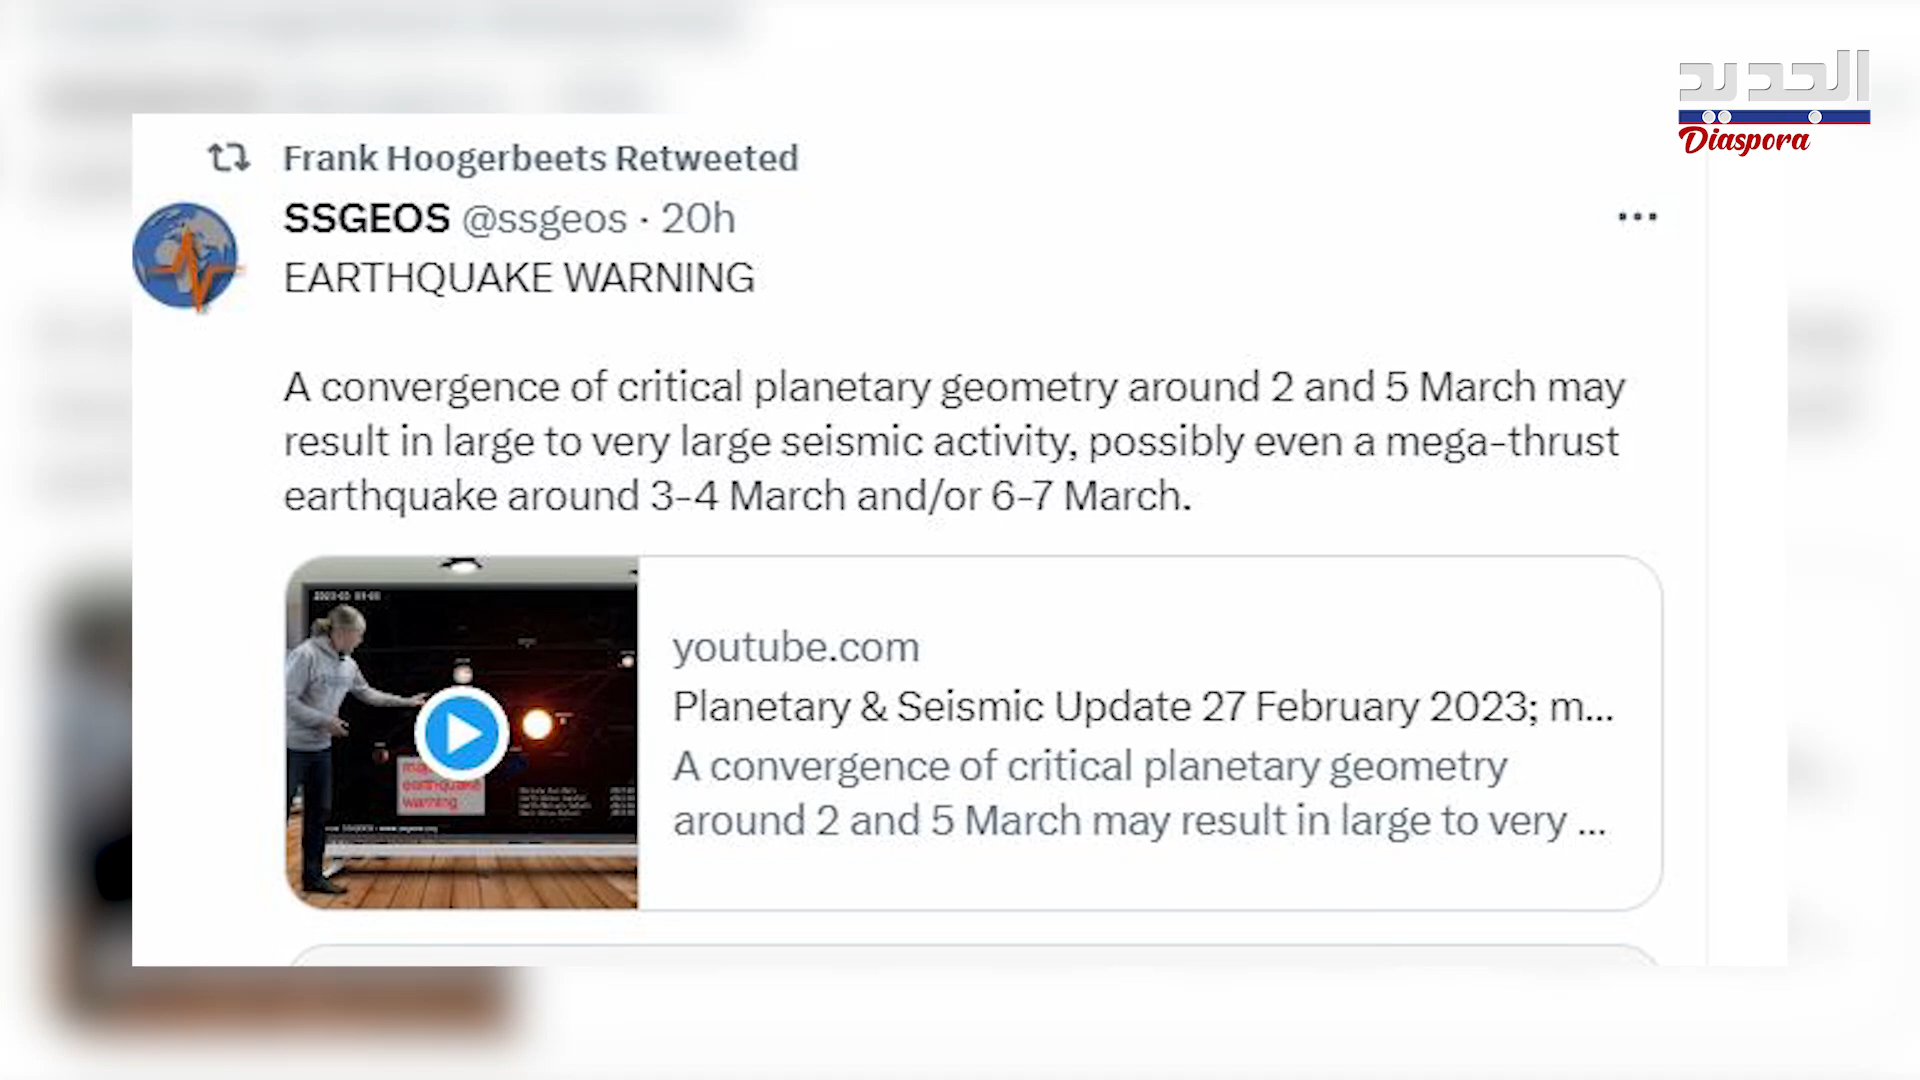 الجديد
Diaspora
Frank Hoogerbeets Retweeted
SSGEOS @ssgeos · 20h
EARTHQUAKE WARNING
A convergence of critical planetary geometry around 2 and 5 March may
result in large to very large seismic activity, possibly even a mega-thrust
earthquake around 3-4 March and/or 6-7 March.
earthquake
warning
youtube.com
Planetary & Seismic Update 27 February 2023; m...
A convergence of critical planetary geometry
around 2 and 5 March may result in large to very ...